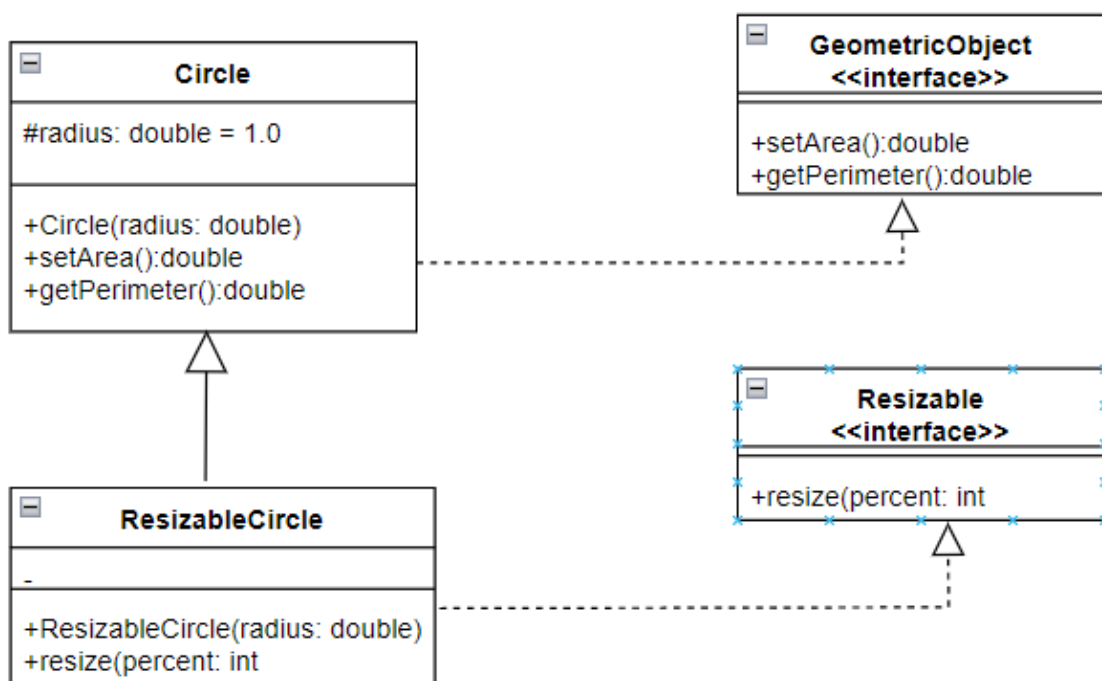 Circle
#radius: double = 1.0
+Circle(radius: double)
+setArea():double
+getPerimeter():double
GeometricObject
<<interface>>
+setArea():double
+getPerimeter():double
Resizable
<<interface>>
+resize(percent: int
ResizableCircle
-
+ResizableCircle(radius: double)
+resize(percent: int